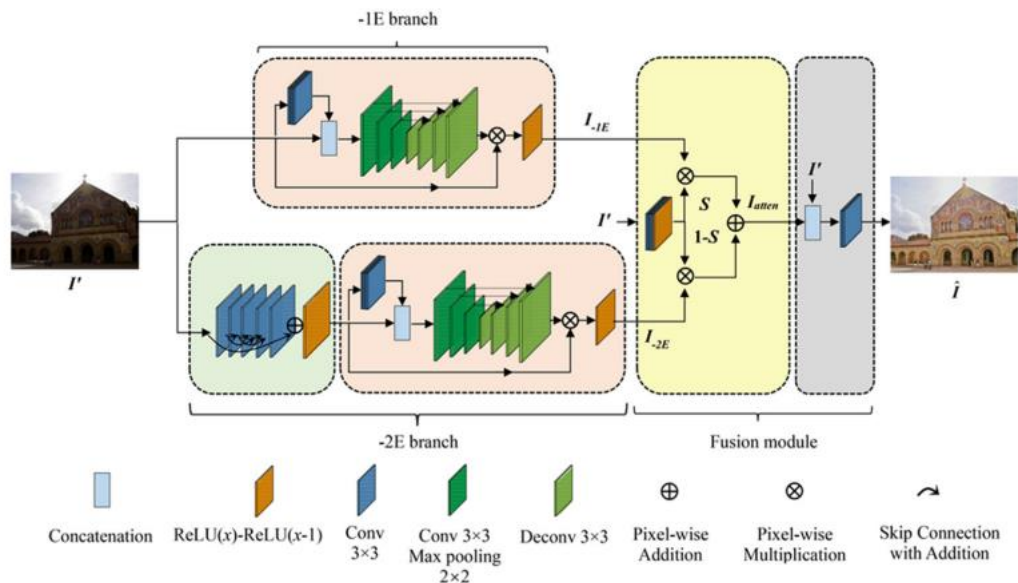 -1E branch
I-1E
I'
I'
S
Iatten
1-S
I'
Î
I-2E
-2E branch
Fusion module
Concatenation
ReLU(x)-ReLU(x-1)
Conv
3×3
Conv 3×3
Max pooling
2×2
Deconv 3×3
Pixel-wise
Addition
Pixel-wise
Multiplication
Skip Connection
with Addition